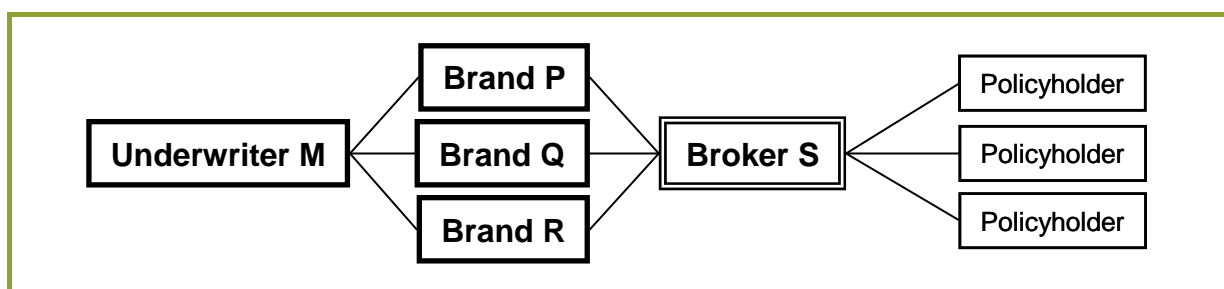 Underwriter M
Brand P
Brand Q
Brand R
Broker S
Policyholder
Policyholder
Policyholder